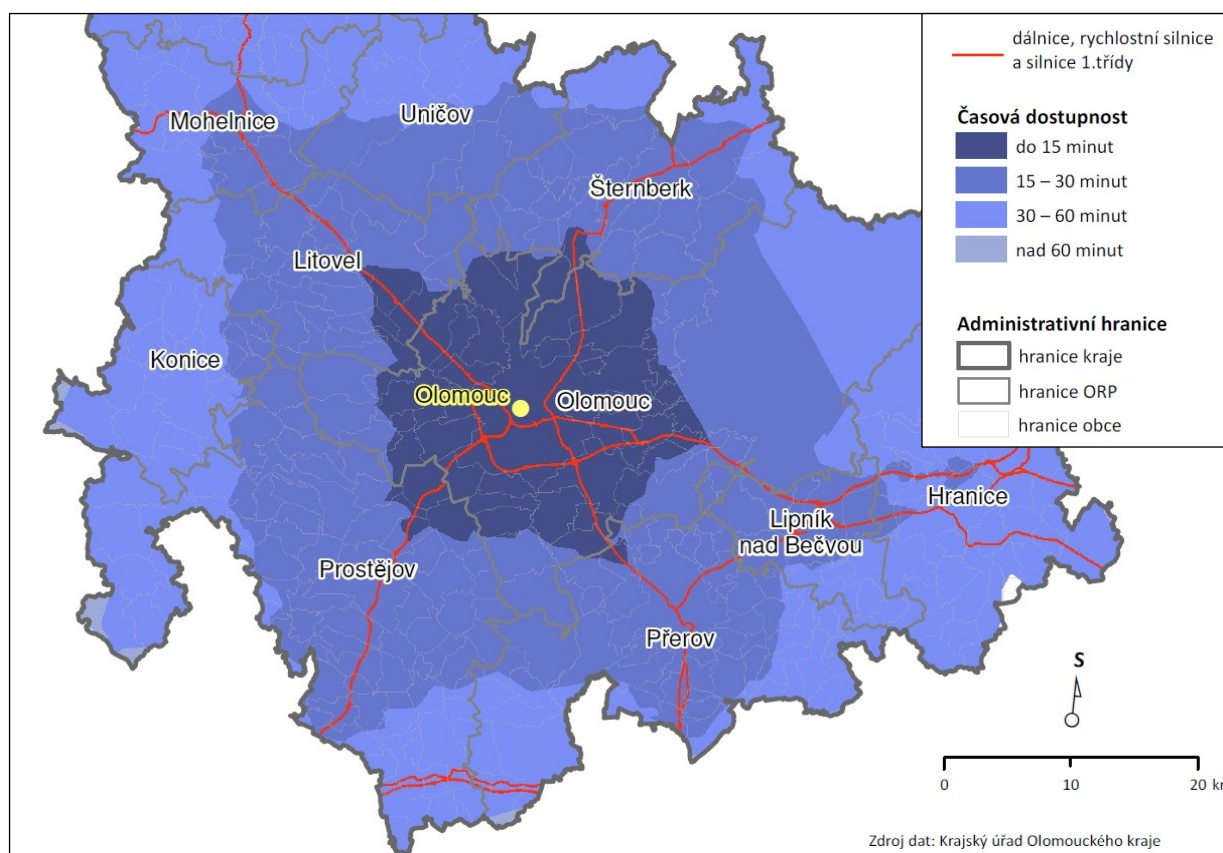 dálnice, rychlostní silnice
a silnice 1.třídy
Časová dostupnost
do 15 minut
15 – 30 minut
30 – 60 minut
nad 60 minut
Administrativní hranice
hranice kraje
hranice ORP
hranice obce
Mohelnice
Uničov
Šternberk
Litovel
Konice
Olomouc
Olomouc
Hranice
Lipník
nad Bečvou
Prostějov
Přerov
S
0 10 20 km
Zdroj dat: Krajský úřad Olomouckého kraje